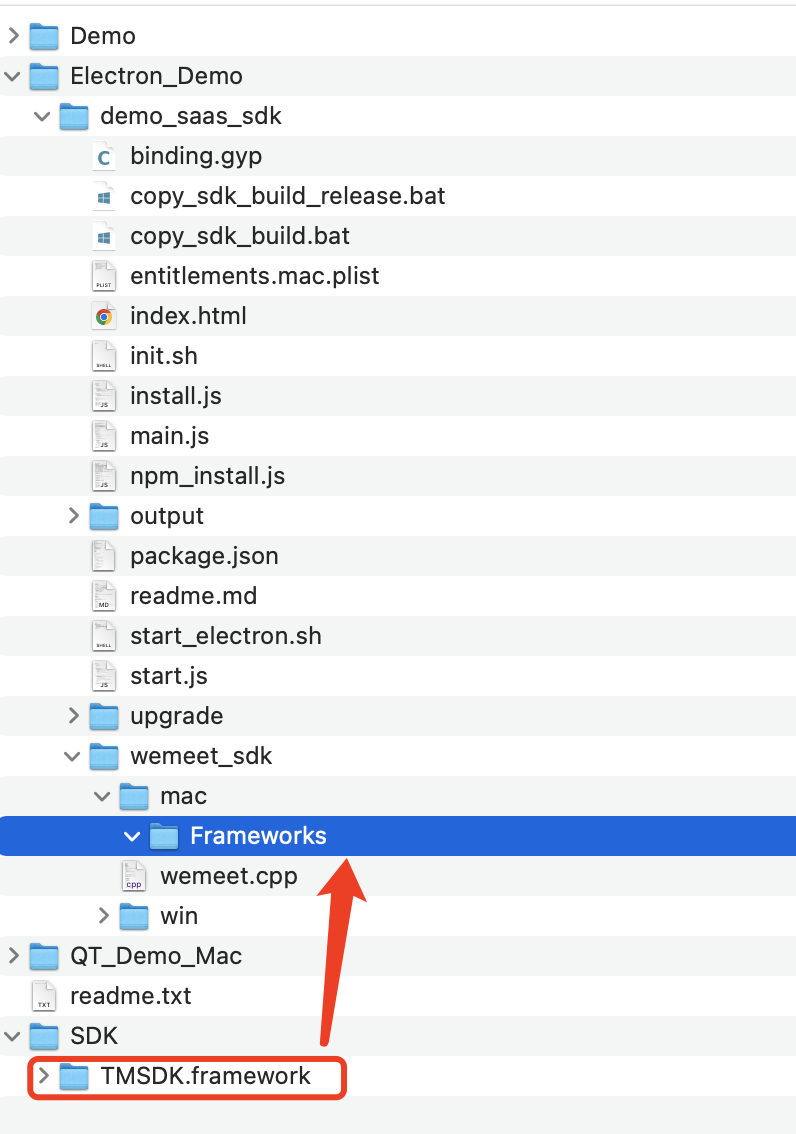 Demo
Electron_Demo
demo_saas_sdk
binding.gyp
copy_sdk_build_release.bat
copy_sdk_build.bat
entitlements.mac.plist
index.html
init.sh
install.js
main.js
npm_install.js
output
package.json
readme.md
start_electron.sh
start.js
upgrade
wemeet_sdk
mac
Frameworks
wemeet.cpp
win
QT_Demo_Mac
readme.txt
SDK
TMSDK.framework